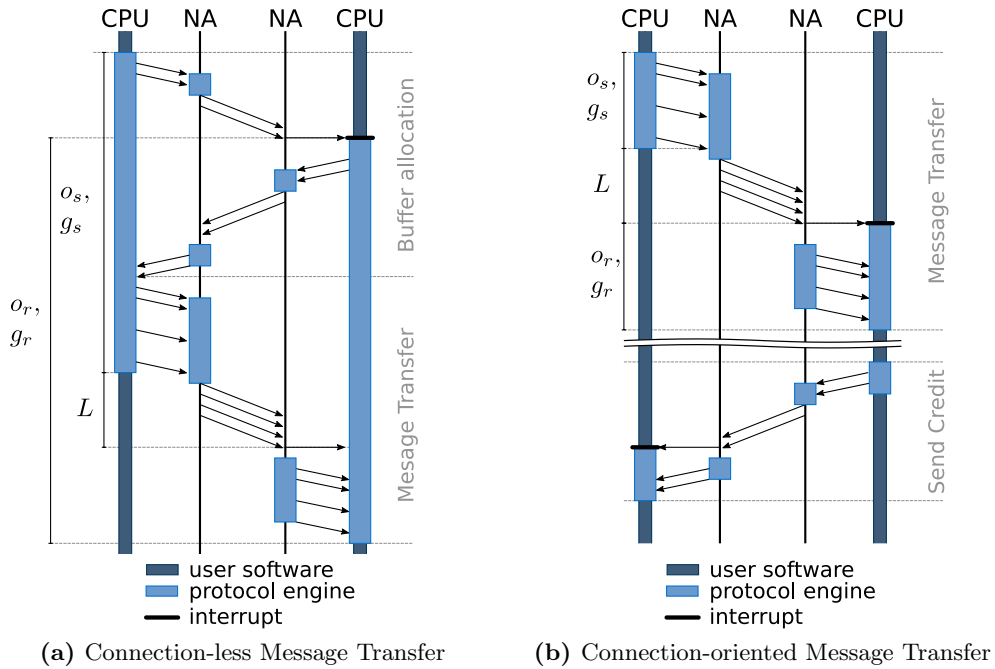 CPU NA NA CPU
o_s,
g_s
o_r,
g_r
L
Buffer allocation
Mesage Transfer
user software
protocol engine
interrupt
(a) Connection-less Message Transfer
CPU NA NA CPU
o_s,
g_s
L
o_r,
g_r
Message Transfer
Send Credit
user software
protocol engine
interrupt
(b) Connection-oriented Message Transfer